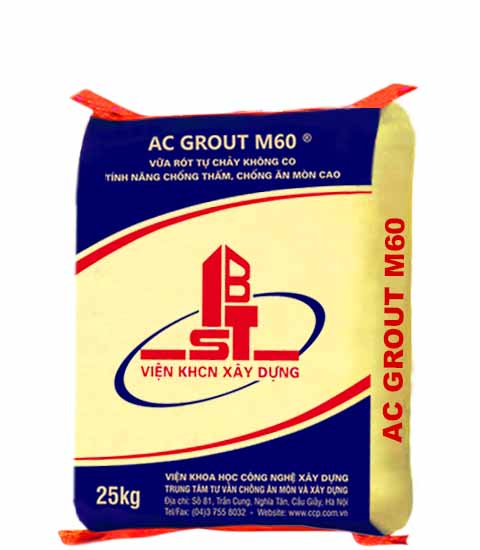 AC GROUT M60 ®
VỮA RÓT TỰ CHẢY KHÔNG CO
TÍNH NĂNG CHỐNG THẤM, CHỐNG ĂN MÒN CAO
IBST
VIỆN KHCN XÂY DỰNG
AC GROUT M60
25kg
VIỆN KHOA HỌC CÔNG NGHỆ XÂY DỰNG
TRUNG TÂM TƯ VẤN CHỐNG ĂN MÒN VÀ XÂY DỰNG
Địa chỉ: Số 81, Trần Cung, Nghĩa Tân, Cầu Giấy, Hà Nội
Tel/Fax: (04)3 755 8032 - Website: www.ccp.com.vn